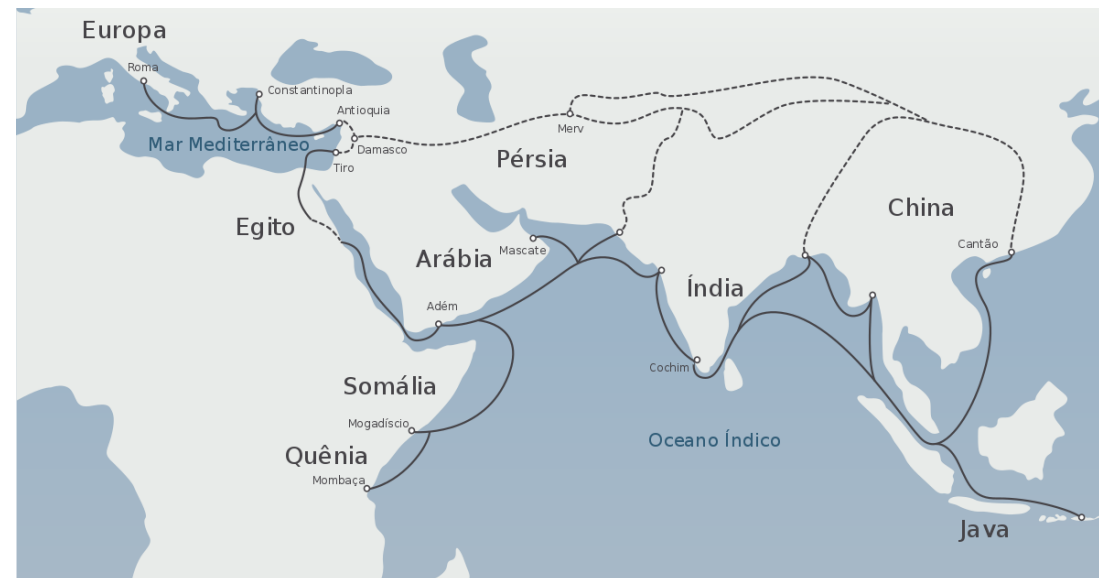 Europa
Roma
Constantinopla
Antioquia
Merv
Mar Mediterrâneo
Damasco
Pérsia
Tiro
China
Egito
Cantão
Mascate
Arábia
Índia
Adém
Cochim
Somália
Mogadíscio
Oceano Índico
Quênia
Mombaça
Java